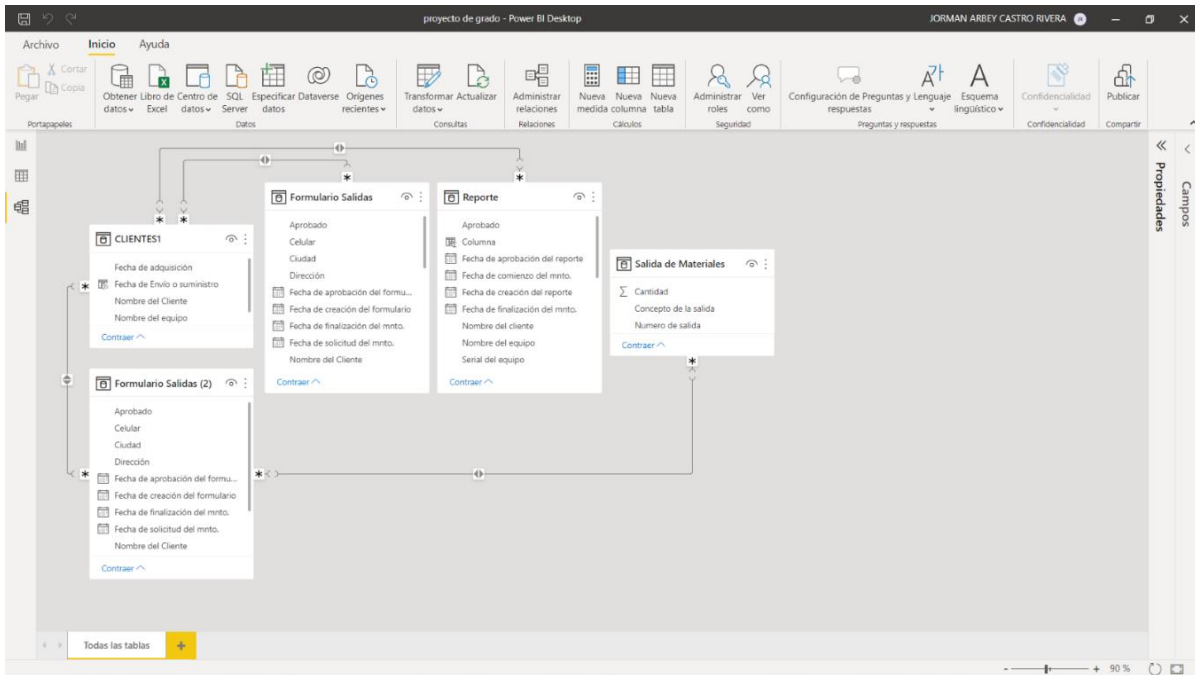 proyecto de grado - Power BI Desktop
JORMAN ARBEY CASTRO RIVERA
Archivo Inicio Ayuda
Pegar
Cortar
Copia
Portapapeles
Obtener datos
Libro de Excel
Centro de datos
SQL Server
Especificar datos
Dataverse
Orígenes recientes
Datos
Transformar datos
Actualizar
Consultas
Administrar relaciones
Relaciones
Nueva medida
Nueva columna
Nueva tabla
Cálculos
Administrar roles
Ver como
Seguridad
Configuración de Preguntas y respuestas
Lenguaje
Esquema lingüístico
Preguntas y respuestas
Confidencialidad
Confidencialidad
Publicar
Compartir
Propiedades
Campos
CLIENTES1
Fecha de adquisición
Fecha de Envío o suministro
Nombre del Cliente
Nombre del equipo
Contraer
Formulario Salidas
Aprobado
Celular
Ciudad
Dirección
Fecha de aprobación del formu...
Fecha de creación del formulario
Fecha de finalización del mnto.
Fecha de solicitud del mnto.
Nombre del Cliente
Contraer
Reporte
Aprobado
Columna
Fecha de aprobación del reporte
Fecha de comienzo del mnto.
Fecha de creación del reporte
Fecha de finalización del mnto.
Nombre del cliente
Nombre del equipo
Serial del equipo
Contraer
Salida de Materiales
Cantidad
Concepto de la salida
Numero de salida
Contraer
Formulario Salidas (2)
Aprobado
Celular
Ciudad
Dirección
Fecha de aprobación del formu...
Fecha de creación del formulario
Fecha de finalización del mnto.
Fecha de solicitud del mnto.
Nombre del Cliente
Contraer
Todas las tablas
90 %